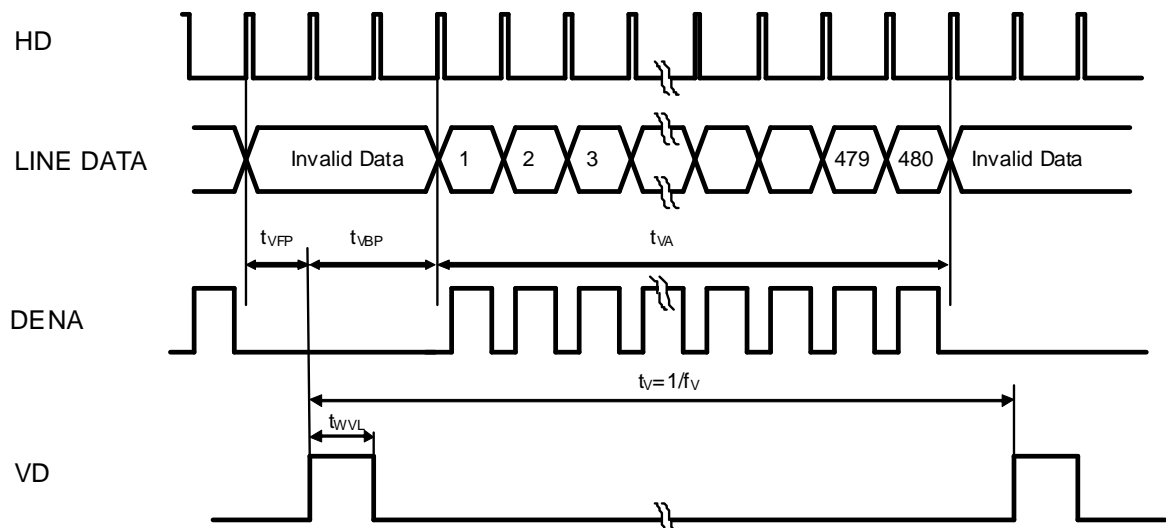 HD
LINE DATA
Invalid Data 1 2 3 479 480 Invalid Data
tVFP tVBP tVA
DENA
tV=1/fV
tWVL
VD